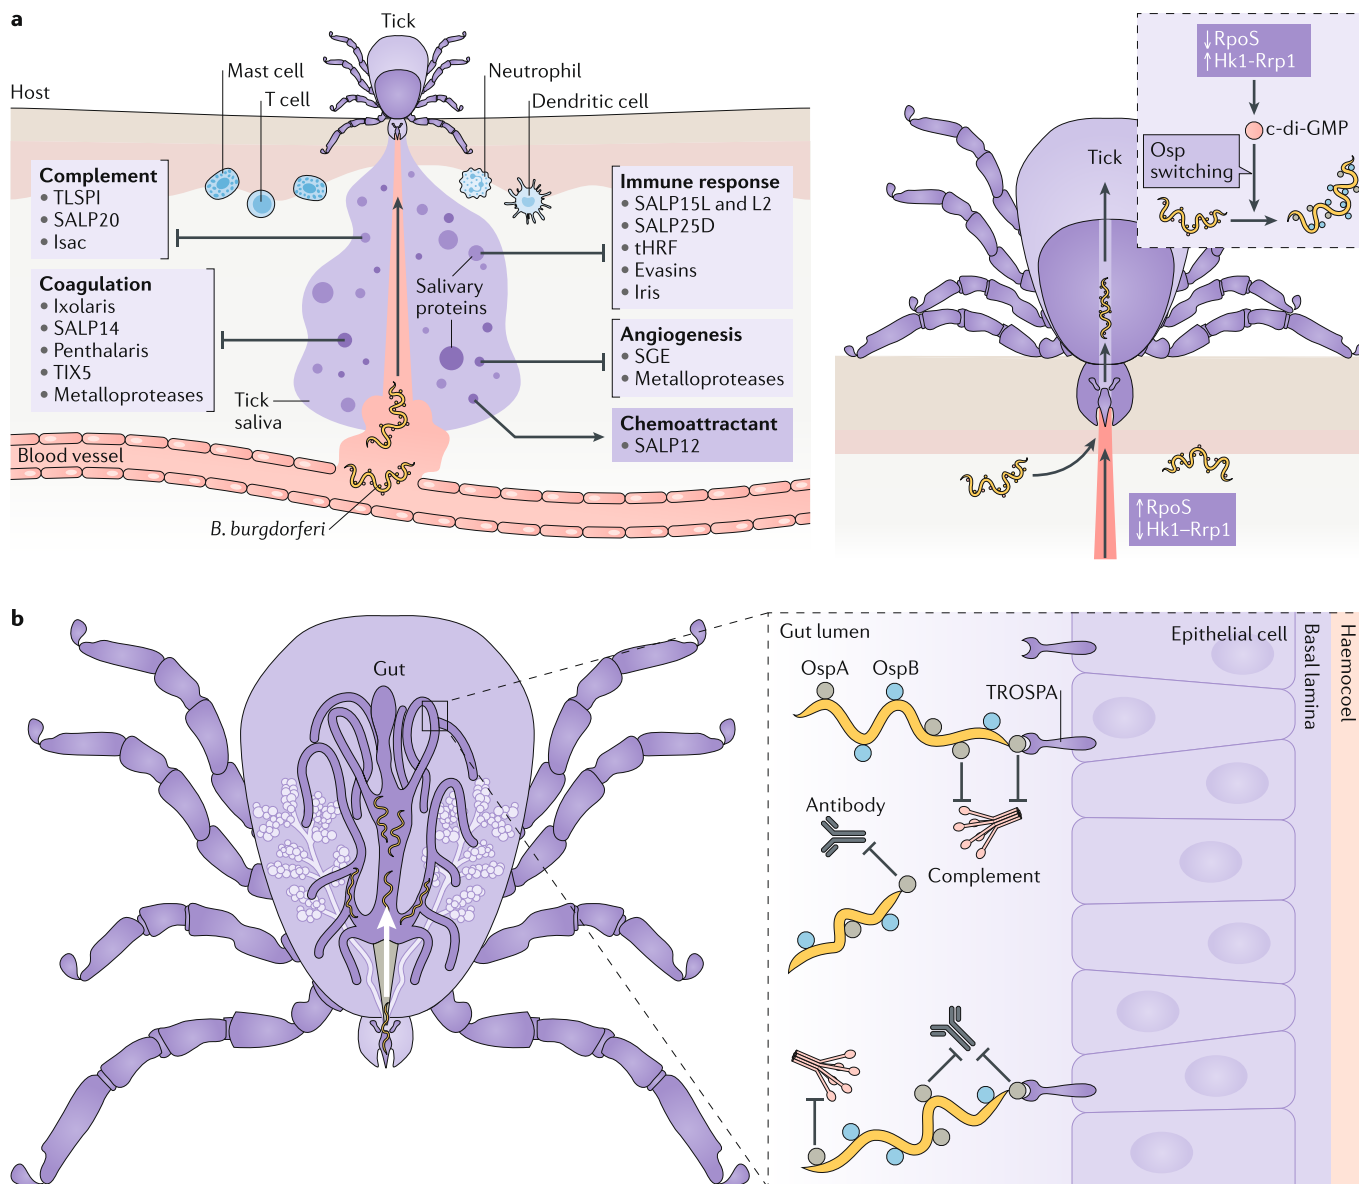 a
Tick
Host
Mast cell
T cell
Neutrophil
Dendritic cell
Complement
• TLSPI
• SALP20
• Isac
Coagulation
• Ixolaris
• SALP14
• Penthalaris
• TIX5
• Metalloproteases
Salivary
proteins
Tick
saliva
Immune response
• SALP15L and L2
• SALP25D
• tHRF
• Evasins
• Iris
Angiogenesis
• SGE
• Metalloproteases
Chemoattractant
• SALP12
Blood vessel
B. burgdorferi
↓RpoS
↑Hk1-Rrp1
c-di-GMP
Osp
switching
Tick
↑RpoS
↓Hk1–Rrp1
b
Gut
Gut lumen
OspA
OspB
TROSPA
Epithelial cell
Basal lamina
Haemocoel
Antibody
Complement